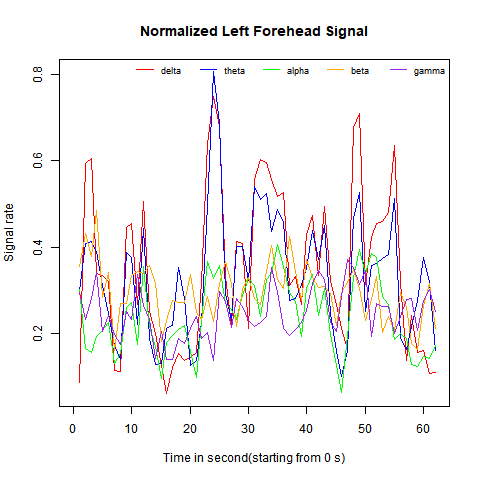 Normalized Left Forehead Signal
delta theta alpha beta gamma
Signal rate
0.8
0.6
0.4
0.2
0 10 20 30 40 50 60
Time in second(starting from 0 s)